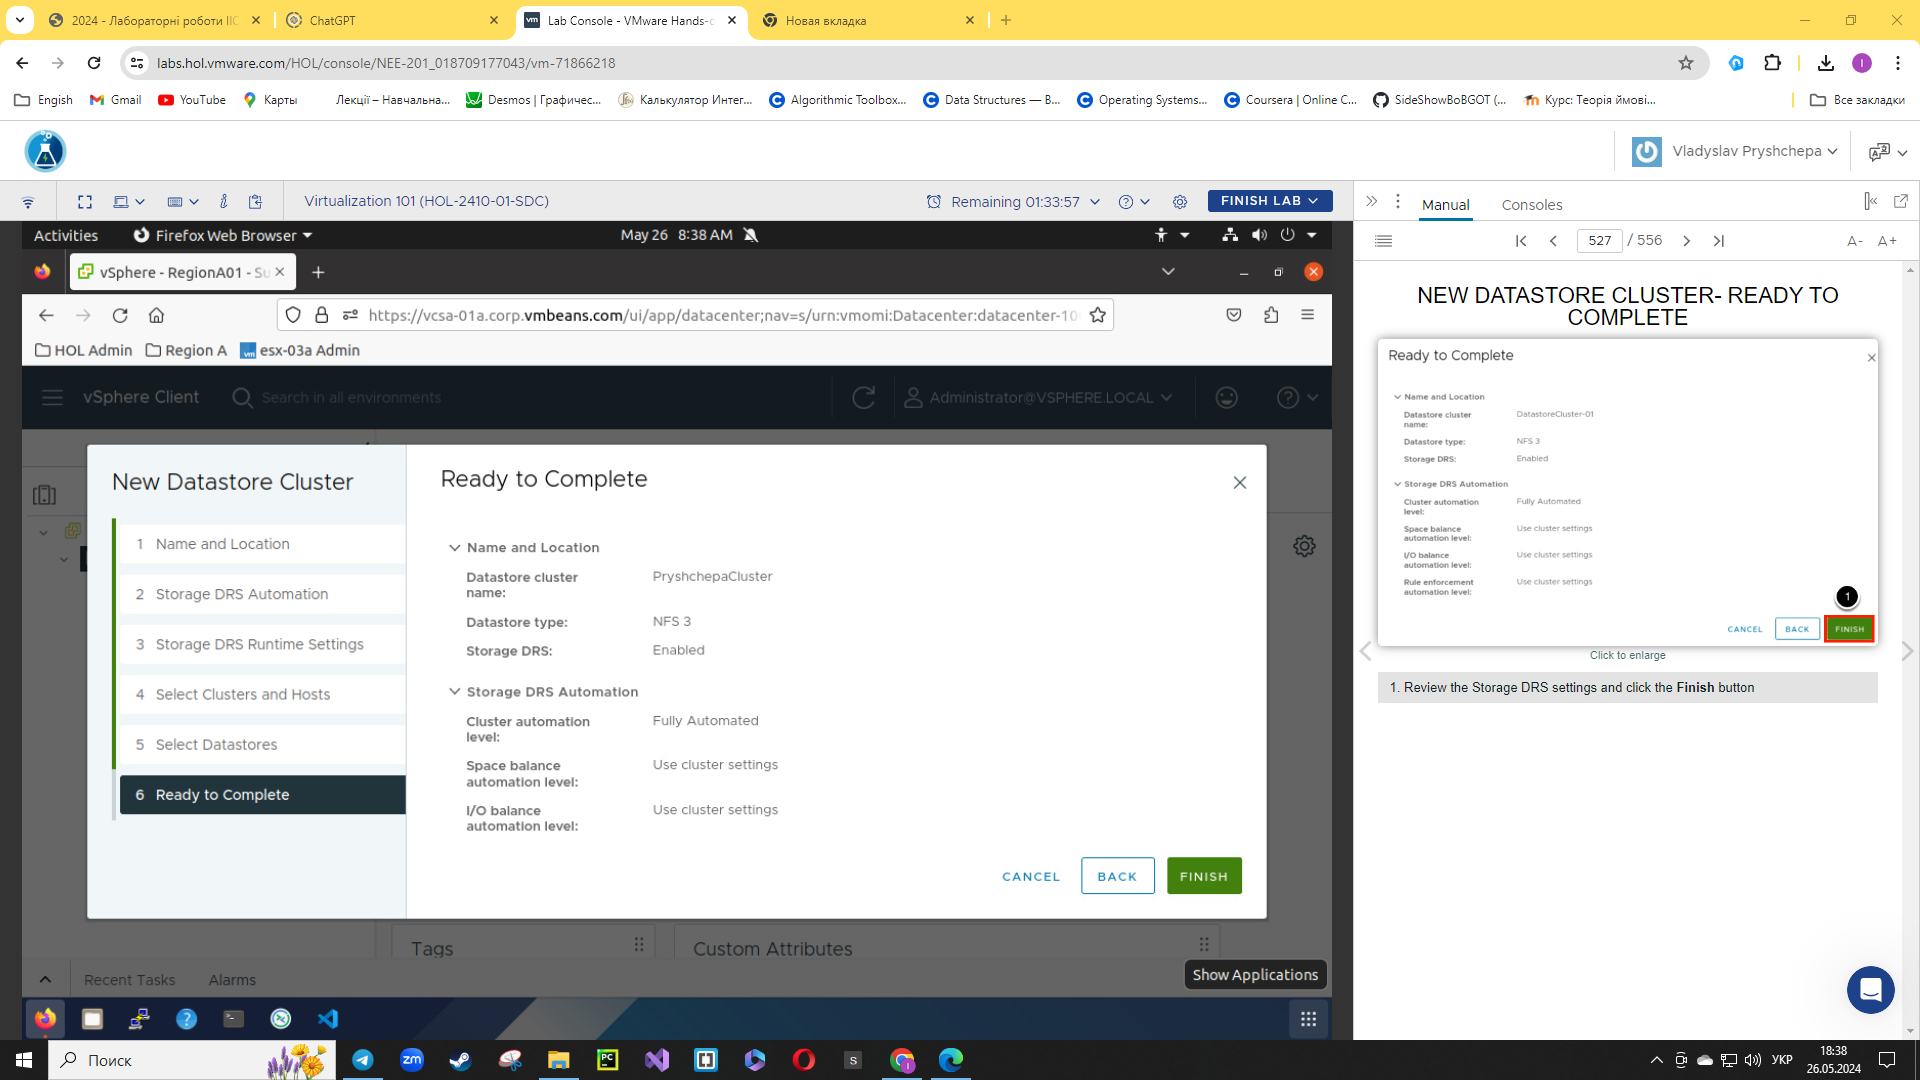 2024 - Лабораторні роботи ІІС
ChatGPT
Lab Console - VMware Hands-o
Новая вкладка
labs.hol.vmware.com/HOL/console/NEE-201_018709177043/vm-71866218
Engish
Gmail
YouTube
Карты
Лекції – Навчальна...
Desmos | Графичес...
Калькулятор Интег...
Algorithmic Toolbox...
Data Structures — B...
Operating Systems...
Coursera | Online C...
SideShowBoBGOT (...
Курс: Теорія ймові...
Все закладки
Vladyslav Pryshchepa
Virtualization 101 (HOL-2410-01-SDC)
Remaining 01:33:57
FINISH LAB
Manual
Consoles
527 / 556
A-
A+
Activities
Firefox Web Browser
May 26 8:38 AM
vSphere - RegionA01 - Su
https://vcsa-01a.corp.vmbeans.com/ui/app/datacenter;nav=s/urn:vmomi:Datacenter:datacenter-10
HOL Admin
Region A
esx-03a Admin
vSphere Client
Search in all environments
Administrator@VSPHERE.LOCAL
New Datastore Cluster
1 Name and Location
2 Storage DRS Automation
3 Storage DRS Runtime Settings
4 Select Clusters and Hosts
5 Select Datastores
6 Ready to Complete
Ready to Complete
Name and Location
Datastore cluster name: PryshchepaCluster
Datastore type: NFS 3
Storage DRS: Enabled
Storage DRS Automation
Cluster automation level: Fully Automated
Space balance automation level: Use cluster settings
I/O balance automation level: Use cluster settings
CANCEL
BACK
FINISH
Tags
Custom Attributes
Recent Tasks
Alarms
Show Applications
NEW DATASTORE CLUSTER- READY TO
COMPLETE
Ready to Complete
Name and Location
Datastore cluster name: DatastoreCluster-01
Datastore type: NFS 3
Storage DRS: Enabled
Storage DRS Automation
Cluster automation level: Fully Automated
Space balance automation level: Use cluster settings
I/O balance automation level: Use cluster settings
Rule enforcement automation level: Use cluster settings
1
CANCEL
BACK
FINISH
Click to enlarge
1. Review the Storage DRS settings and click the Finish button
Поиск
УКР
18:38
26.05.2024